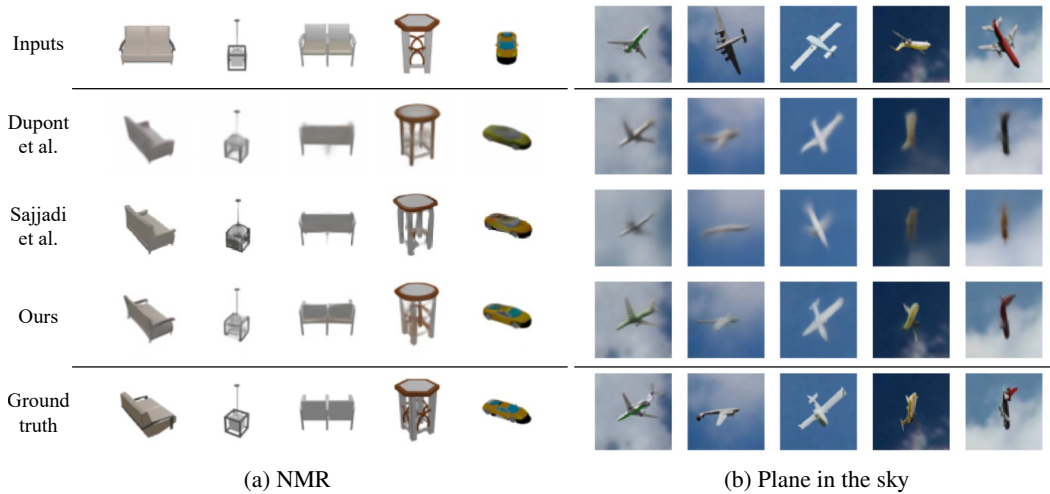 Inputs
Dupont
et al.
Sajjadi
et al.
Ours
Ground
truth
(a) NMR
(b) Plane in the sky